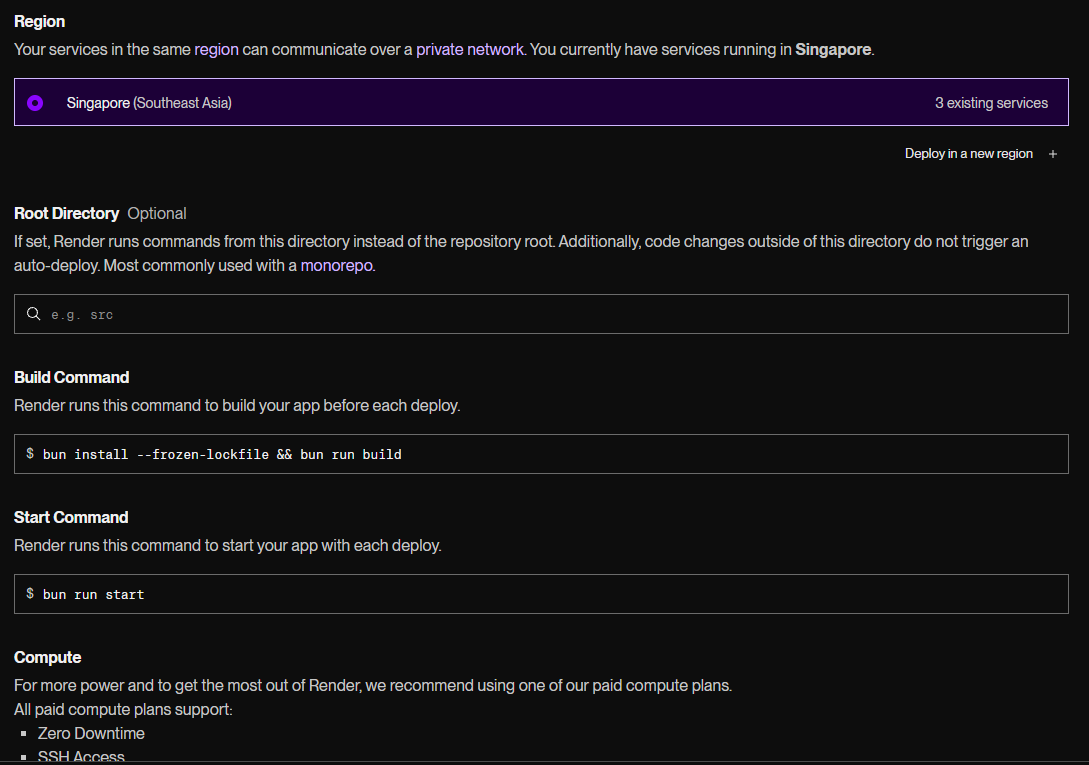 Region
Your services in the same region can communicate over a private network. You currently have services running in Singapore.
Singapore (Southeast Asia) 3 existing services
Deploy in a new region +
Root Directory Optional
If set, Render runs commands from this directory instead of the repository root. Additionally, code changes outside of this directory do not trigger an
auto-deploy. Most commonly used with a monorepo.
e.g. src
Build Command
Render runs this command to build your app before each deploy.
$ bun install --frozen-lockfile && bun run build
Start Command
Render runs this command to start your app with each deploy.
$ bun run start
Compute
For more power and to get the most out of Render, we recommend using one of our paid compute plans.
All paid compute plans support:
Zero Downtime
SSH Access